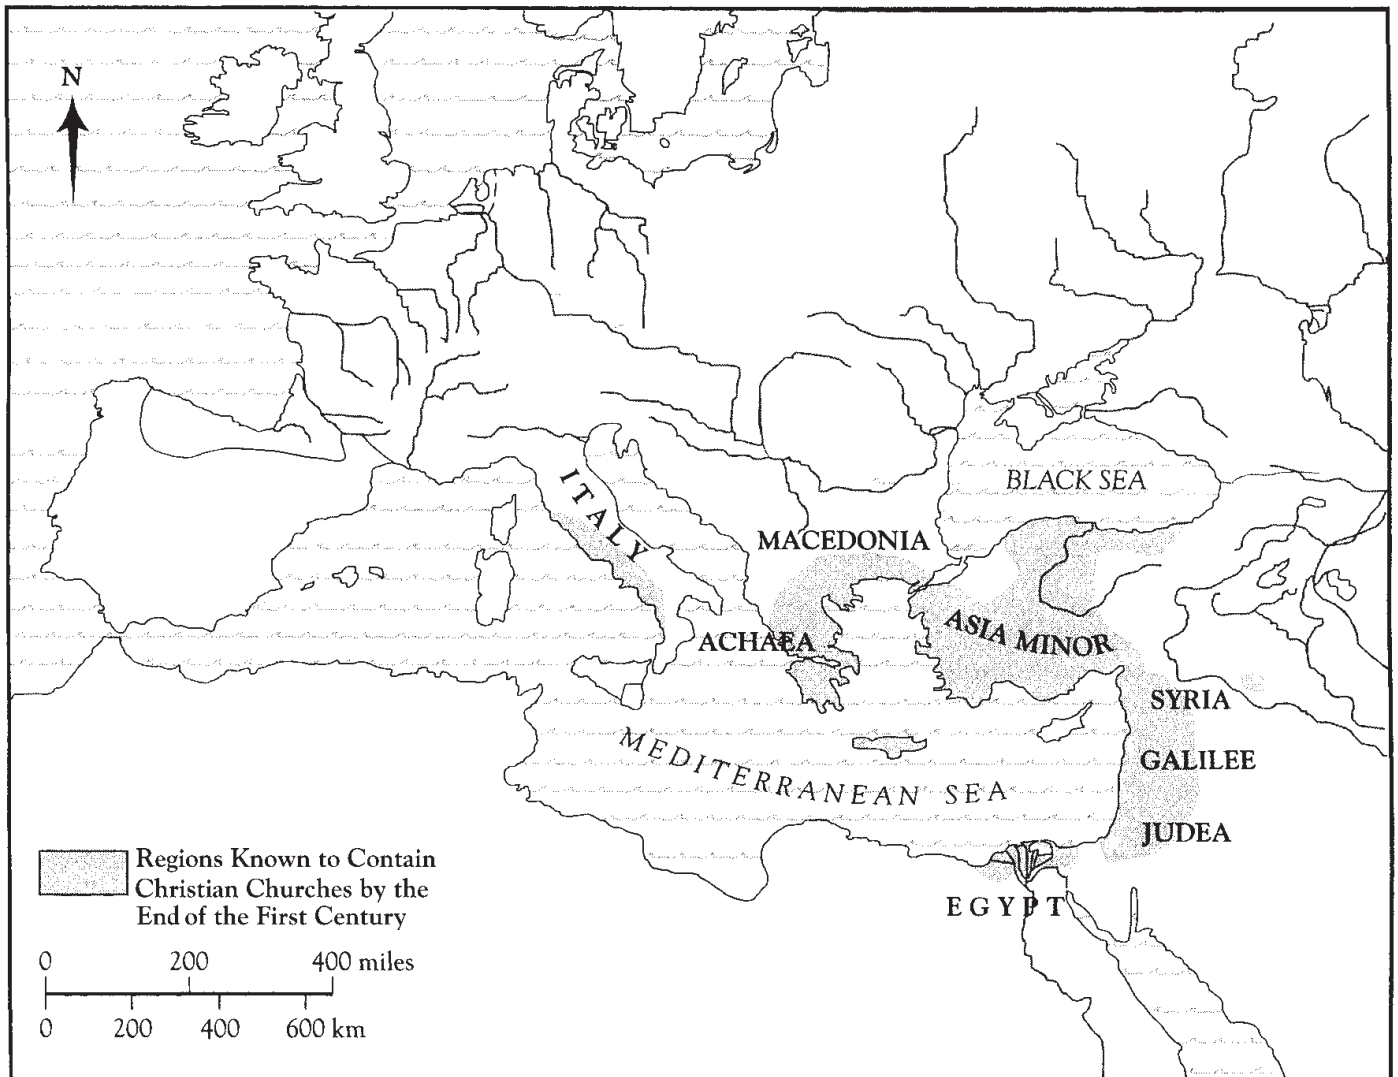 N
BLACK SEA
ITALY
MACEDONIA
ACHAEA
ASIA MINOR
SYRIA
MEDITERRANEAN SEA
GALILEE
JUDEA
EGYPT
Regions Known to Contain
Christian Churches by the
End of the First Century
0 200 400 miles
0 200 400 600 km